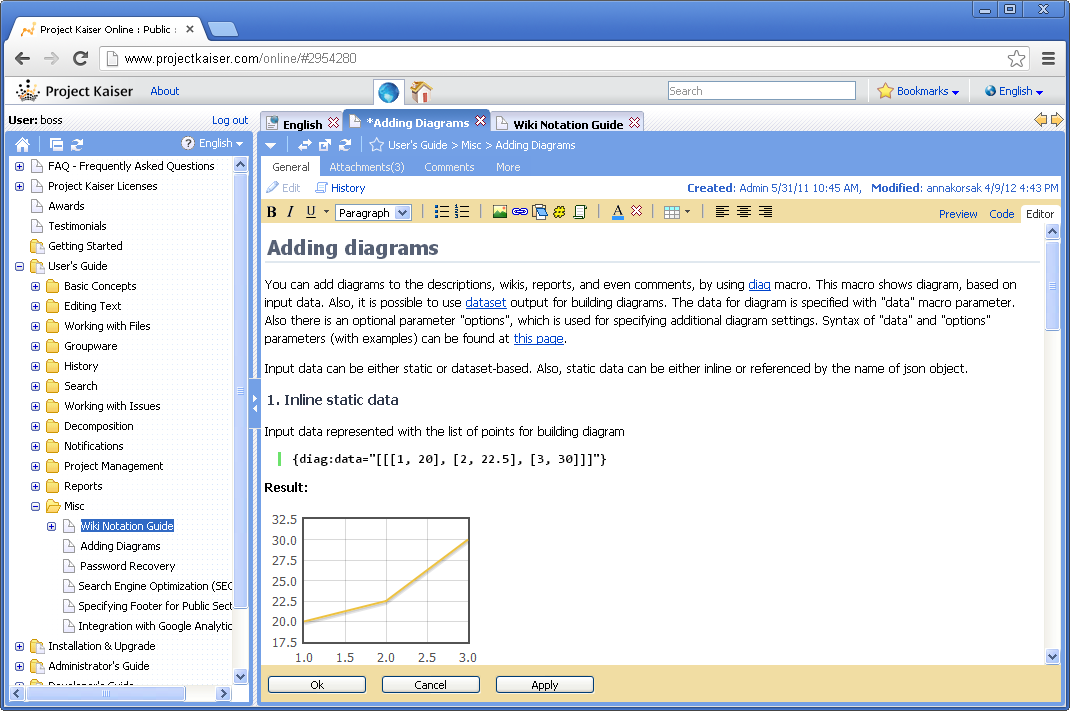 Project Kaiser Online : Public :
www.projectkaiser.com/online/#2954280
Project Kaiser About Search Bookmarks English
User: boss Log out
English *Adding Diagrams Wiki Notation Guide
English
User's Guide > Misc > Adding Diagrams
General Attachments(3) Comments More
Edit History Created: Admin 5/31/11 10:45 AM, Modified: annakorsak 4/9/12 4:43 PM
B I U Paragraph A Preview Code Editor
FAQ - Frequently Asked Questions
Project Kaiser Licenses
Awards
Testimonials
Getting Started
User's Guide
Basic Concepts
Editing Text
Working with Files
Groupware
History
Search
Working with Issues
Decomposition
Notifications
Project Management
Reports
Misc
Wiki Notation Guide
Adding Diagrams
Password Recovery
Search Engine Optimization (SEO
Specifying Footer for Public Sect
Integration with Google Analytic
Installation & Upgrade
Administrator's Guide
Developer's Guide
Adding diagrams
You can add diagrams to the descriptions, wikis, reports, and even comments, by using diag macro. This macro shows diagram, based on
input data. Also, it is possible to use dataset output for building diagrams. The data for diagram is specified with "data" macro parameter.
Also there is an optional parameter "options", which is used for specifying additional diagram settings. Syntax of "data" and "options"
parameters (with examples) can be found at this page.
Input data can be either static or dataset-based. Also, static data can be either inline or referenced by the name of json object.
1. Inline static data
Input data represented with the list of points for building diagram
{diag:data="[[[1, 20], [2, 22.5], [3, 30]]]"}
Result:
32.5
30.0
27.5
25.0
22.5
20.0
17.5
1.0 1.5 2.0 2.5 3.0
Ok Cancel Apply